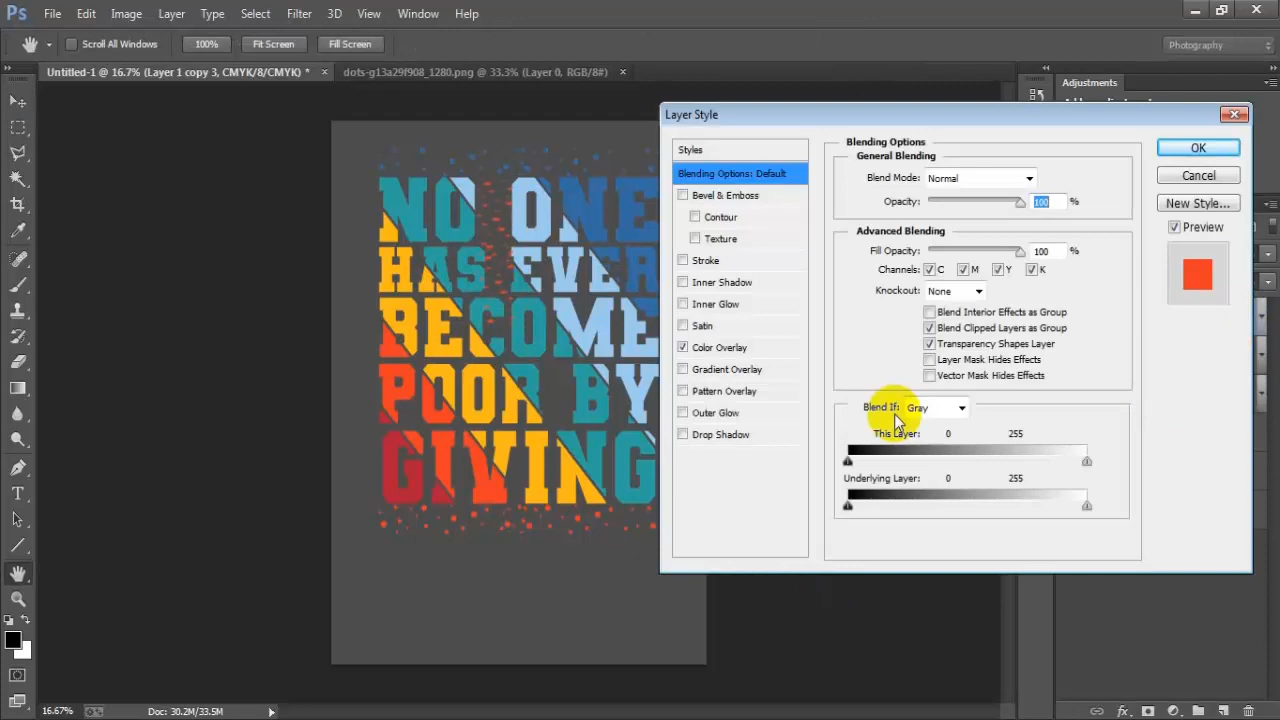 Ps File Edit Image Layer Type Select Filter 3D View Window Help
Scroll All Windows 100% Fit Screen Fill Screen Photography
Untitled-1 @ 16.7% (Layer 1 copy 3, CMYK/8/CMYK) * × dots-g13a29f908_1280.png @ 33.3% (Layer 0, RGB/8#) ×
Adjustments
Layer Style
Styles
Blending Options: Default
Bevel & Emboss
Contour
Texture
Stroke
Inner Shadow
Inner Glow
Satin
Color Overlay
Gradient Overlay
Pattern Overlay
Outer Glow
Drop Shadow
Blending Options
General Blending
Blend Mode: Normal
Opacity: 100 %
Advanced Blending
Fill Opacity: 100 %
Channels: C M Y K
Knockout: None
Blend Interior Effects as Group
Blend Clipped Layers as Group
Transparency Shapes Layer
Layer Mask Hides Effects
Vector Mask Hides Effects
Blend If: Gray
This Layer: 0 255
Underlying Layer: 0 255
OK
Cancel
New Style...
Preview
NO ONE
HAS EVER
BECOME
POOR BY
GIVING
T
16.67% Doc: 30.2M/33.5M
fx